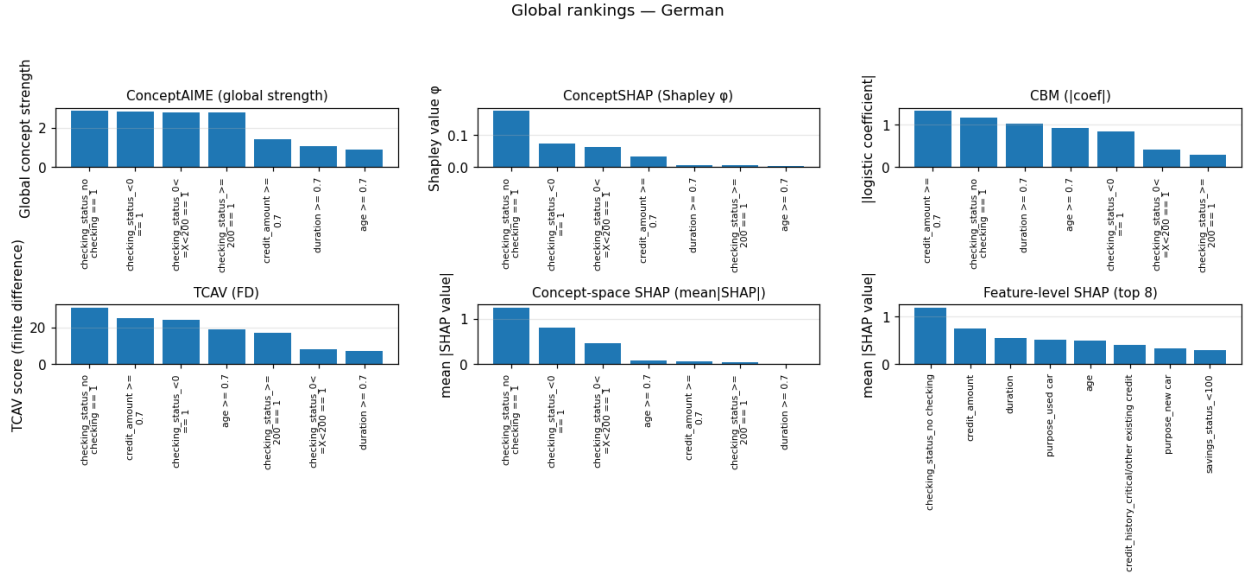 Global rankings — German
ConceptAIME (global strength)
Global concept strength
2
0
checking_status_no
checking == 1
checking_status_<0
== 1
checking_status_0<
=X<200 == 1
checking_status_>=
200 == 1
credit_amount >=
0.7
duration >= 0.7
age >= 0.7
ConceptSHAP (Shapley φ)
Shapley value φ
0.1
0.0
checking_status_no
checking == 1
checking_status_<0
== 1
checking_status_0<
=X<200 == 1
credit_amount >=
0.7
duration >= 0.7
checking_status_>=
200 == 1
age >= 0.7
CBM (|coef|)
|logistic coefficient|
1
0
credit_amount >=
0.7
checking_status_no
checking == 1
duration >= 0.7
age >= 0.7
checking_status_<0
== 1
checking_status_0<
=X<200 == 1
checking_status_>=
200 == 1
TCAV (FD)
TCAV score (finite difference)
20
0
checking_status_no
checking == 1
credit_amount >=
0.7
checking_status_<0
== 1
age >= 0.7
checking_status_>=
200 == 1
checking_status_0<
=X<200 == 1
duration >= 0.7
Concept-space SHAP (mean|SHAP|)
mean |SHAP value|
1
0
checking_status_no
checking == 1
checking_status_<0
== 1
checking_status_0<
=X<200 == 1
age >= 0.7
credit_amount >=
0.7
checking_status_>=
200 == 1
duration >= 0.7
Feature-level SHAP (top 8)
mean |SHAP value|
1
0
checking_status_no checking
credit_amount
duration
purpose_used car
age
credit_history_critical/other existing credit
purpose_new car
savings_status_<100